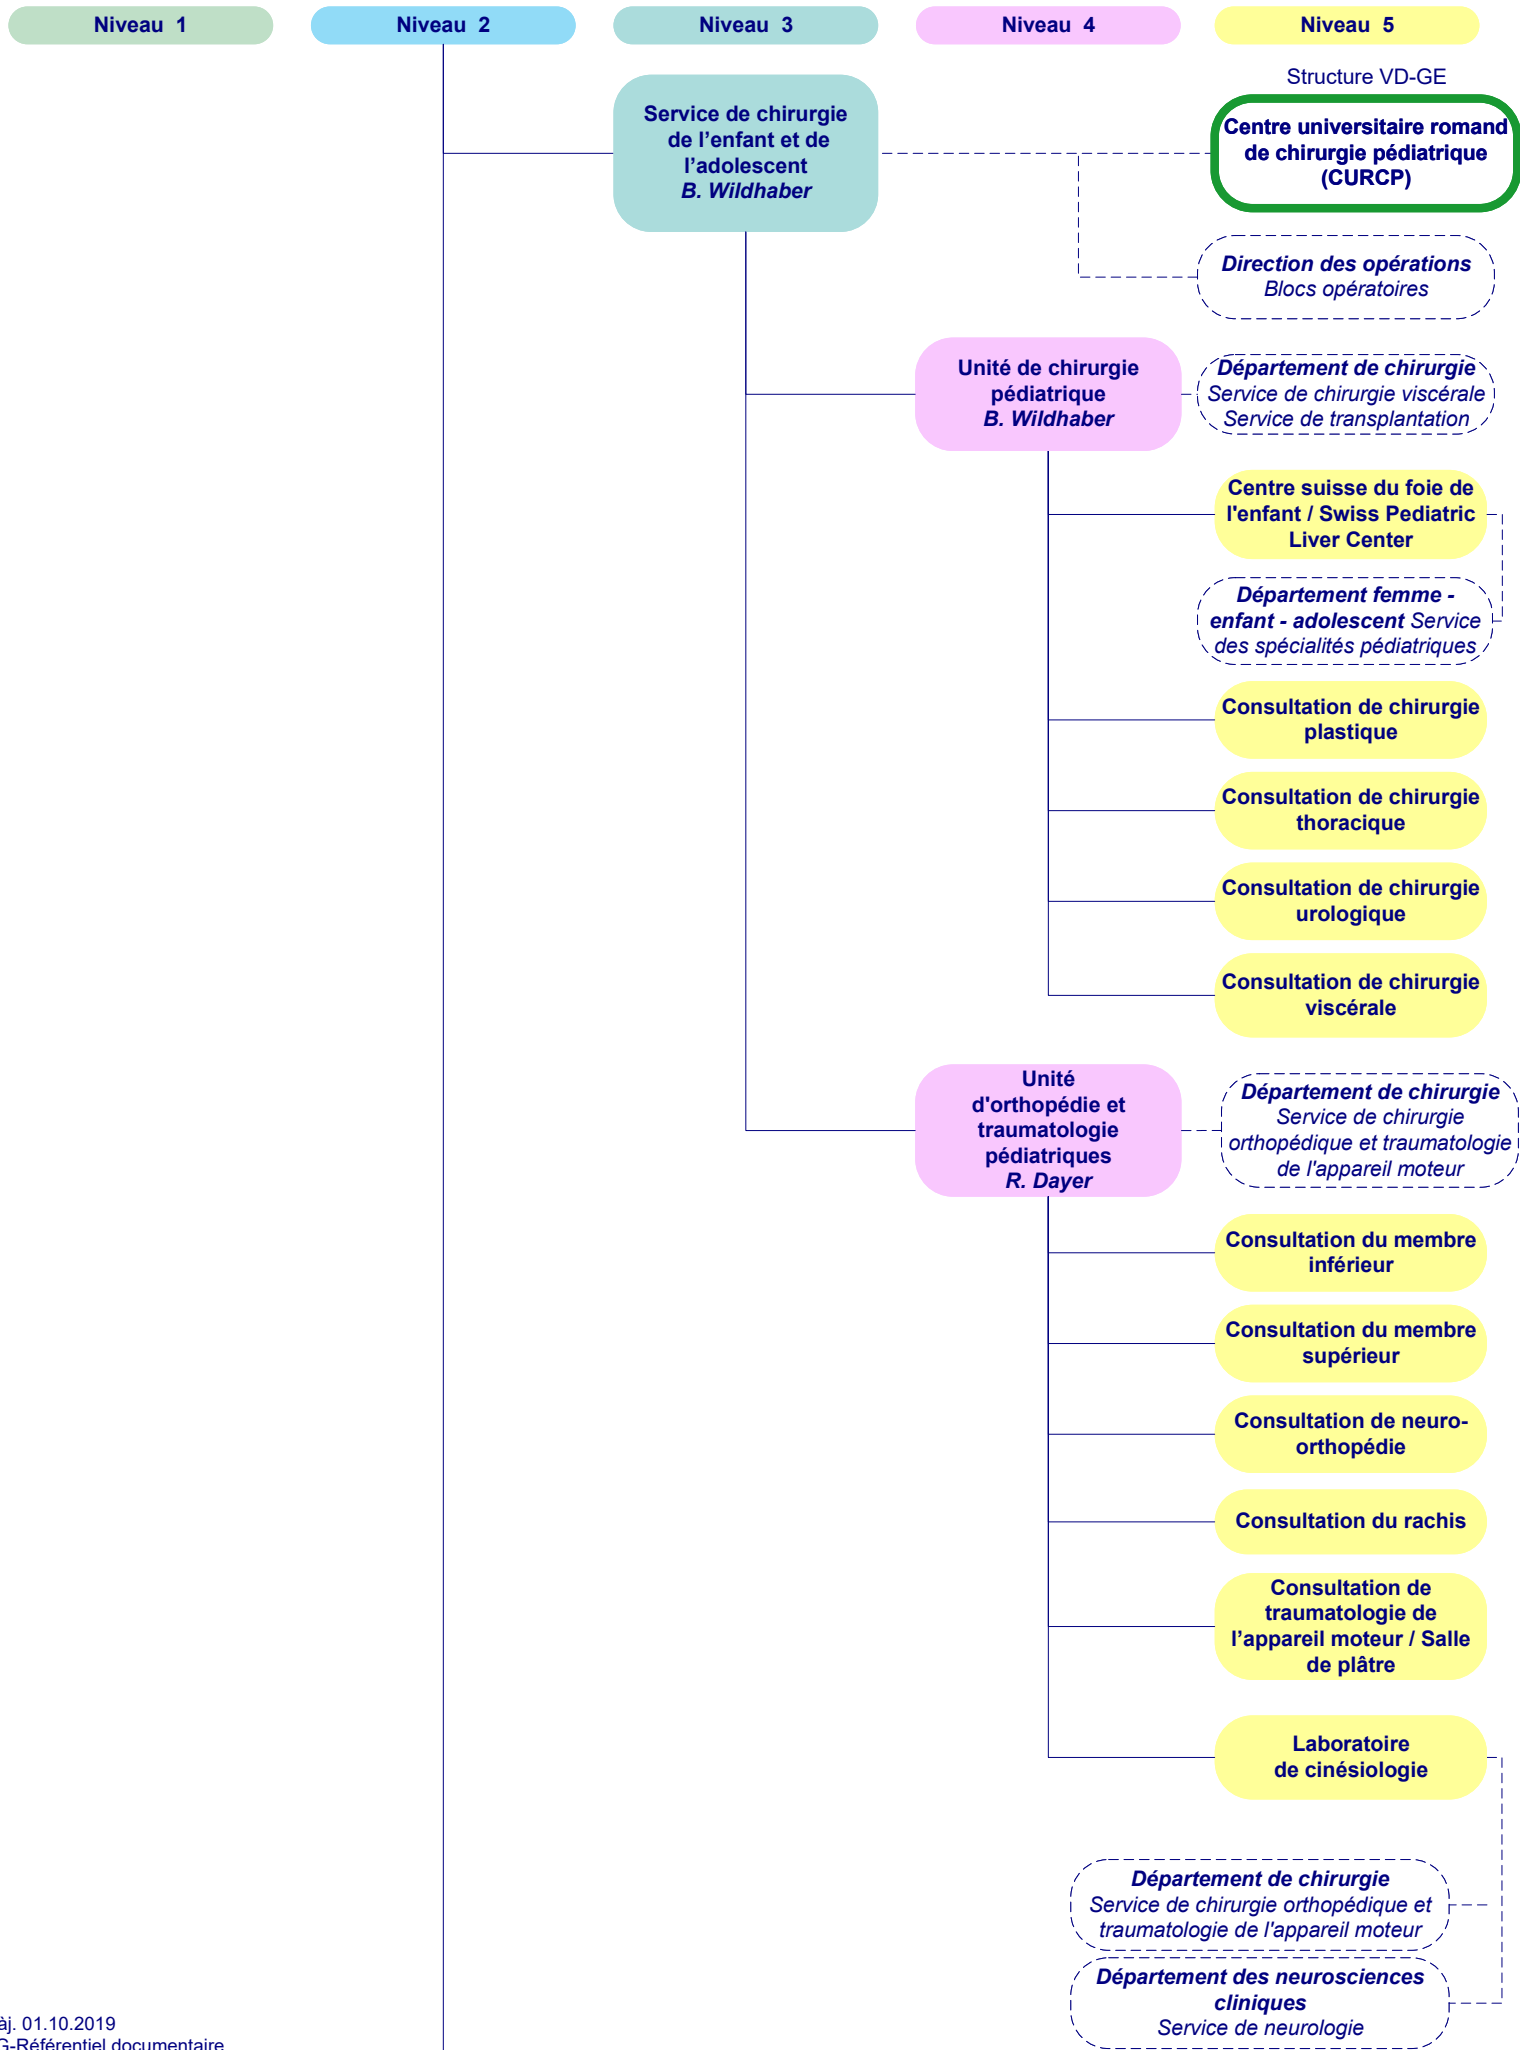 Niveau 1
Niveau 2
Niveau 3
Niveau 4
Niveau 5
Structure VD-GE
Service de chirurgie
de l’enfant et de
l’adolescent
B. Wildhaber
Centre universitaire romand
de chirurgie pédiatrique
(CURCP)
Direction des opérations
Blocs opératoires
Unité de chirurgie
pédiatrique
B. Wildhaber
Département de chirurgie
Service de chirurgie viscérale
Service de transplantation
Centre suisse du foie de
l'enfant / Swiss Pediatric
Liver Center
Département femme -
enfant - adolescent Service
des spécialités pédiatriques
Consultation de chirurgie
plastique
Consultation de chirurgie
thoracique
Consultation de chirurgie
urologique
Consultation de chirurgie
viscérale
Unité
d'orthopédie et
traumatologie
pédiatriques
R. Dayer
Département de chirurgie
Service de chirurgie
orthopédique et traumatologie
de l'appareil moteur
Consultation du membre
inférieur
Consultation du membre
supérieur
Consultation de neuro-
orthopédie
Consultation du rachis
Consultation de
traumatologie de
l’appareil moteur / Salle
de plâtre
Laboratoire
de cinésiologie
Département de chirurgie
Service de chirurgie orthopédique et
traumatologie de l'appareil moteur
Département des neurosciences
cliniques
Service de neurologie
àj. 01.10.2019
G-Référentiel documentaire